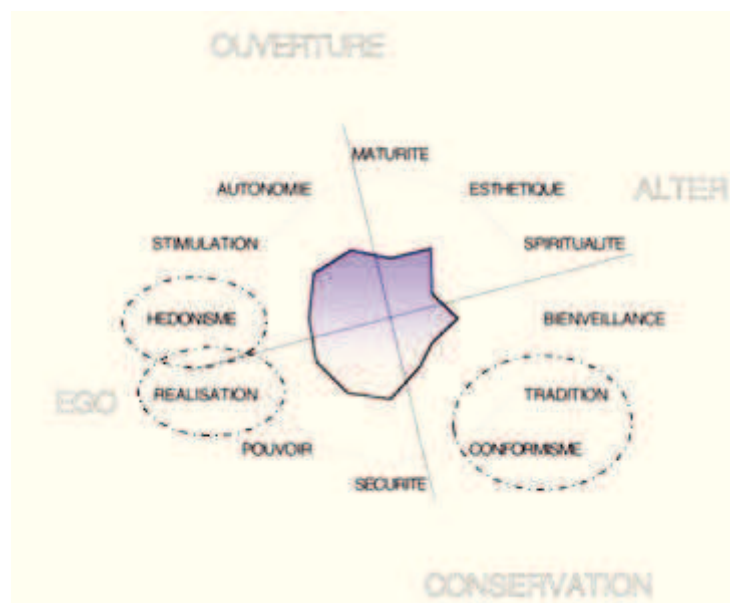 OUVERTURE
MATURITE
AUTONOMIE
ESTHETIQUE
ALTER
STIMULATION
SPIRITUALITE
HEDONISME
BIENVEILLANCE
EGO
REALISATION
TRADITION
POUVOIR
CONFORMISME
SECURITE
CONSERVATION